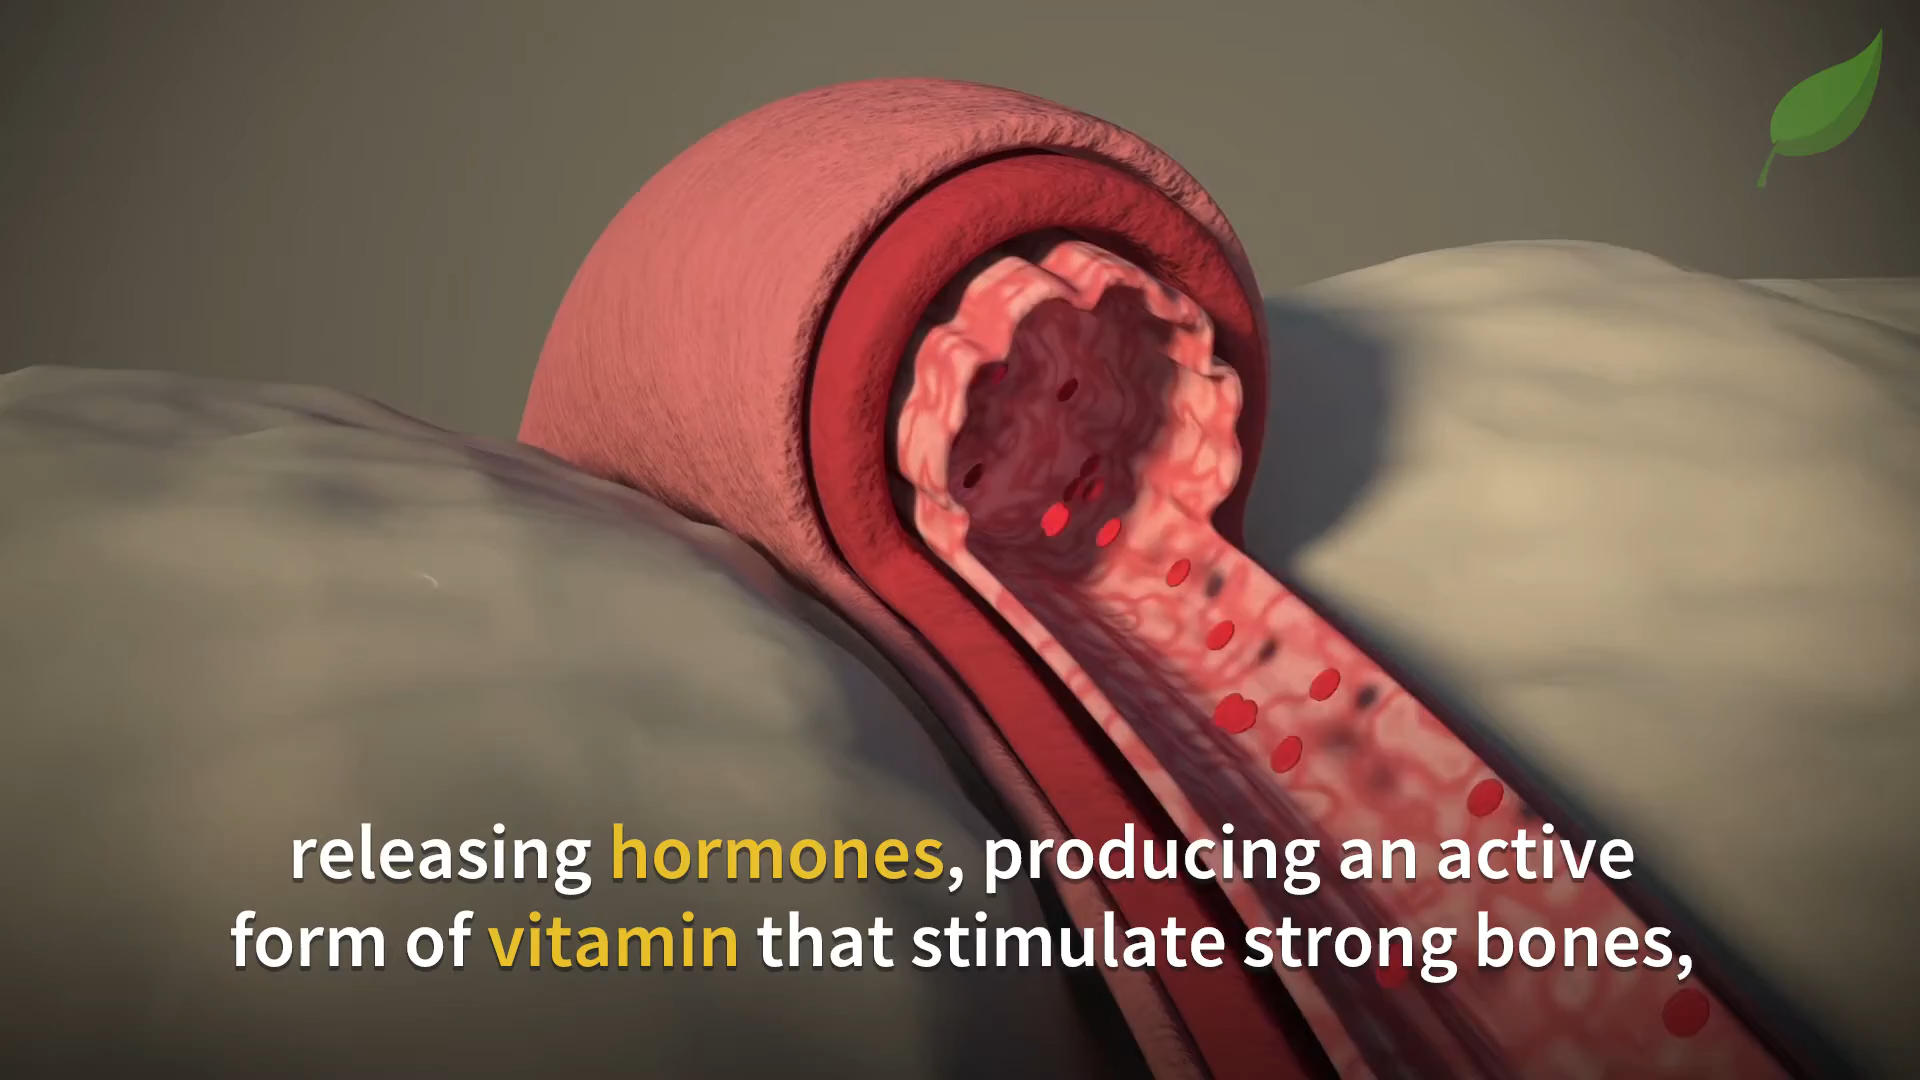 releasing hormones, producing an active
form of vitamin that stimulate strong bones,